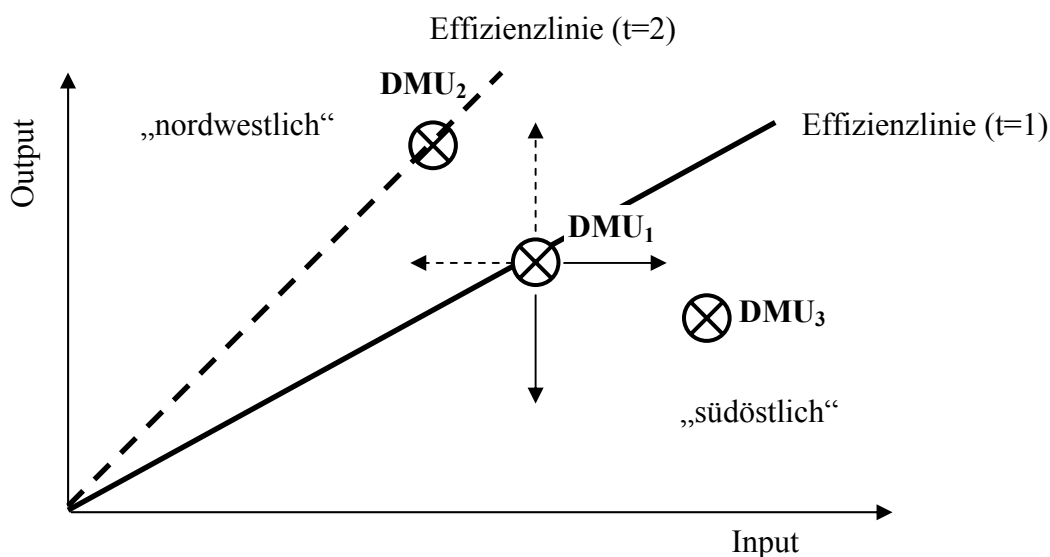 Effizienzlinie (t=2)
DMU₂
„nordwestlich“
Effizienzlinie (t=1)
Output
DMU₁
DMU₃
„südöstlich“
Input